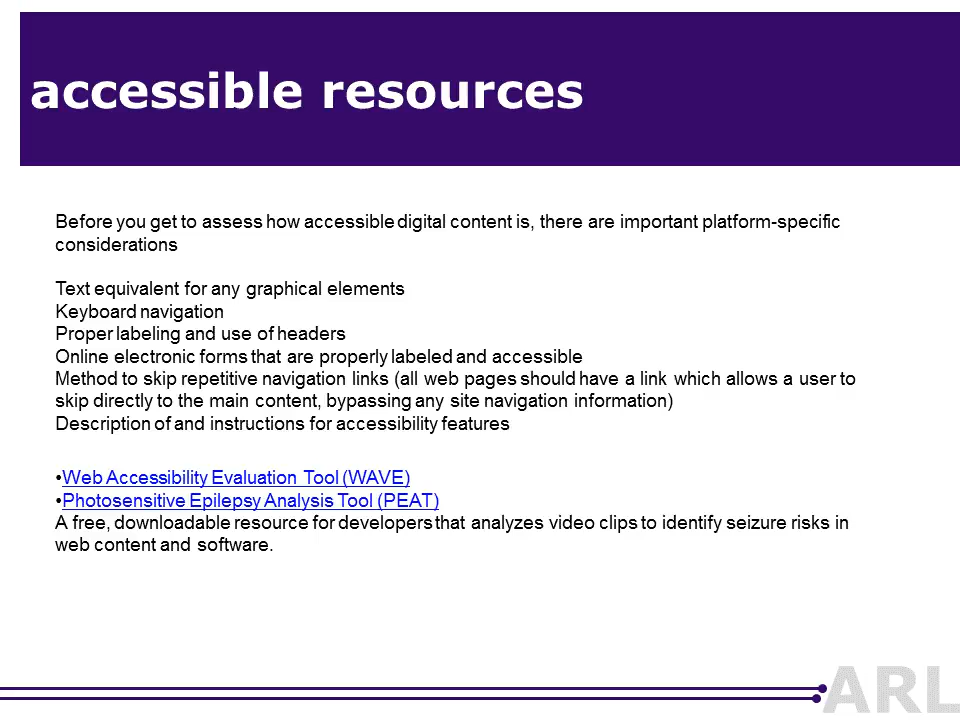 accessible resources
Before you get to assess how accessible digital content is, there are important platform-specific
considerations
Text equivalent for any graphical elements
Keyboard navigation
Proper labeling and use of headers
Online electronic forms that are properly labeled and accessible
Method to skip repetitive navigation links (all web pages should have a link which allows a user to
skip directly to the main content, bypassing any site navigation information)
Description of and instructions for accessibility features
•Web Accessibility Evaluation Tool (WAVE)
•Photosensitive Epilepsy Analysis Tool (PEAT)
A free, downloadable resource for developers that analyzes video clips to identify seizure risks in
web content and software.
ARL